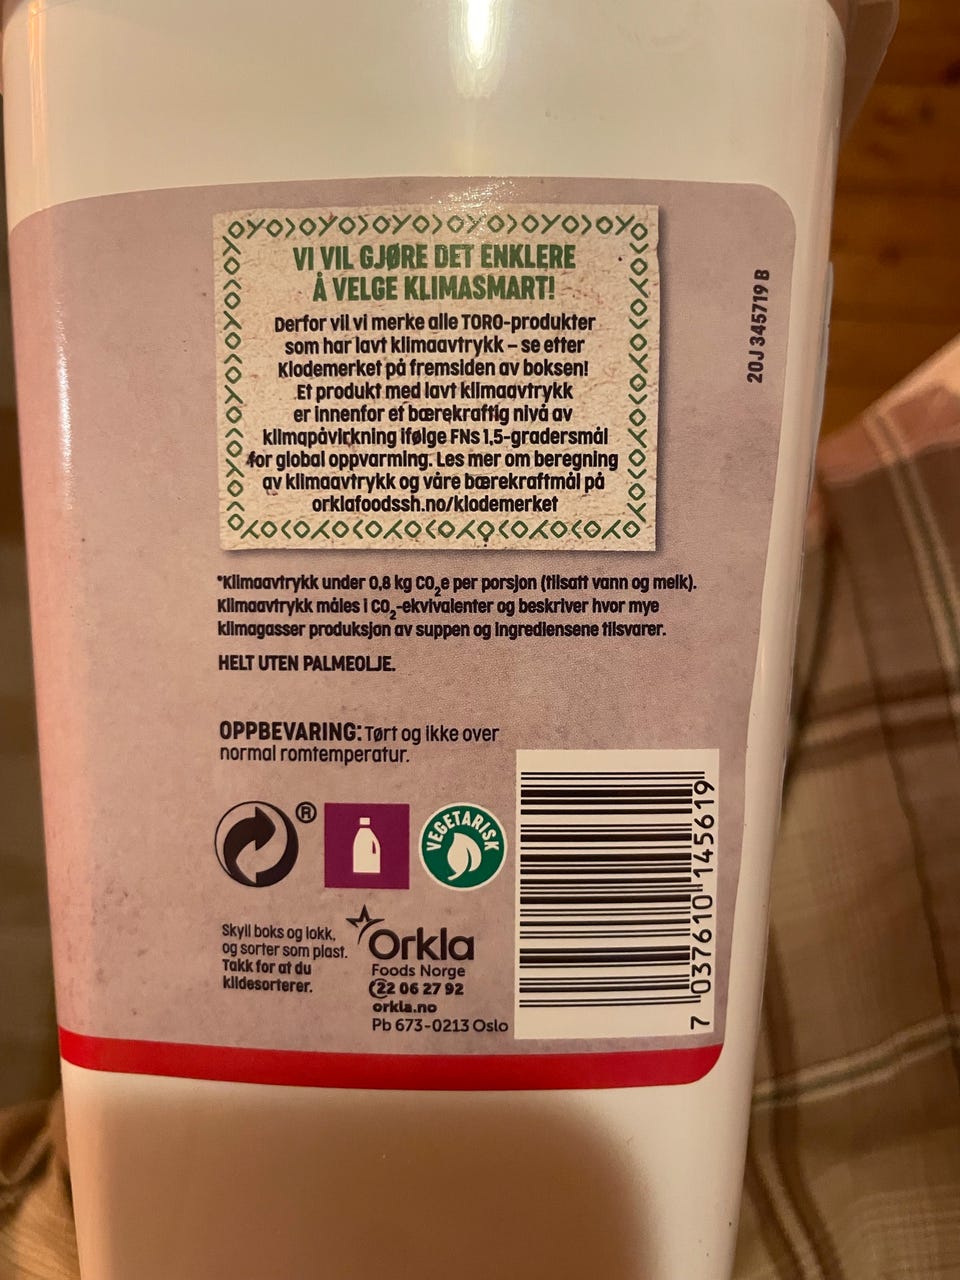 VI VIL GJØRE DET ENKLERE
Å VELGE KLIMASMART!
Derfor vil vi merke alle TORO-produkter
som har lavt klimaavtrykk – se etter
Klodemerket på fremsiden av boksen!
Et produkt med lavt klimaavtrykk
er innenfor et bærekraftig nivå av
klimapåvirkning ifølge FNs 1,5-gradersmål
for global oppvarming. Les mer om beregning
av klimaavtrykk og våre bærekraftmål på
orklafoodssh.no/klodemerket
*Klimaavtrykk under 0,8 kg CO₂e per porsjon (tilsatt vann og melk).
Klimaavtrykk måles i CO₂-ekvivalenter og beskriver hvor mye
klimagasser produksjon av suppen og ingrediensene tilsvarer.
HELT UTEN PALMEOLJE.
OPPBEVARING: Tørt og ikke over
normal romtemperatur.
®
VEGETARISK
Skyll boks og lokk,
og sorter som plast.
Takk for at du
kildesorterer.
Orkla
Foods Norge
22 06 27 92
orkla.no
Pb 673-0213 Oslo
7 037610 145619
20J 345719 B